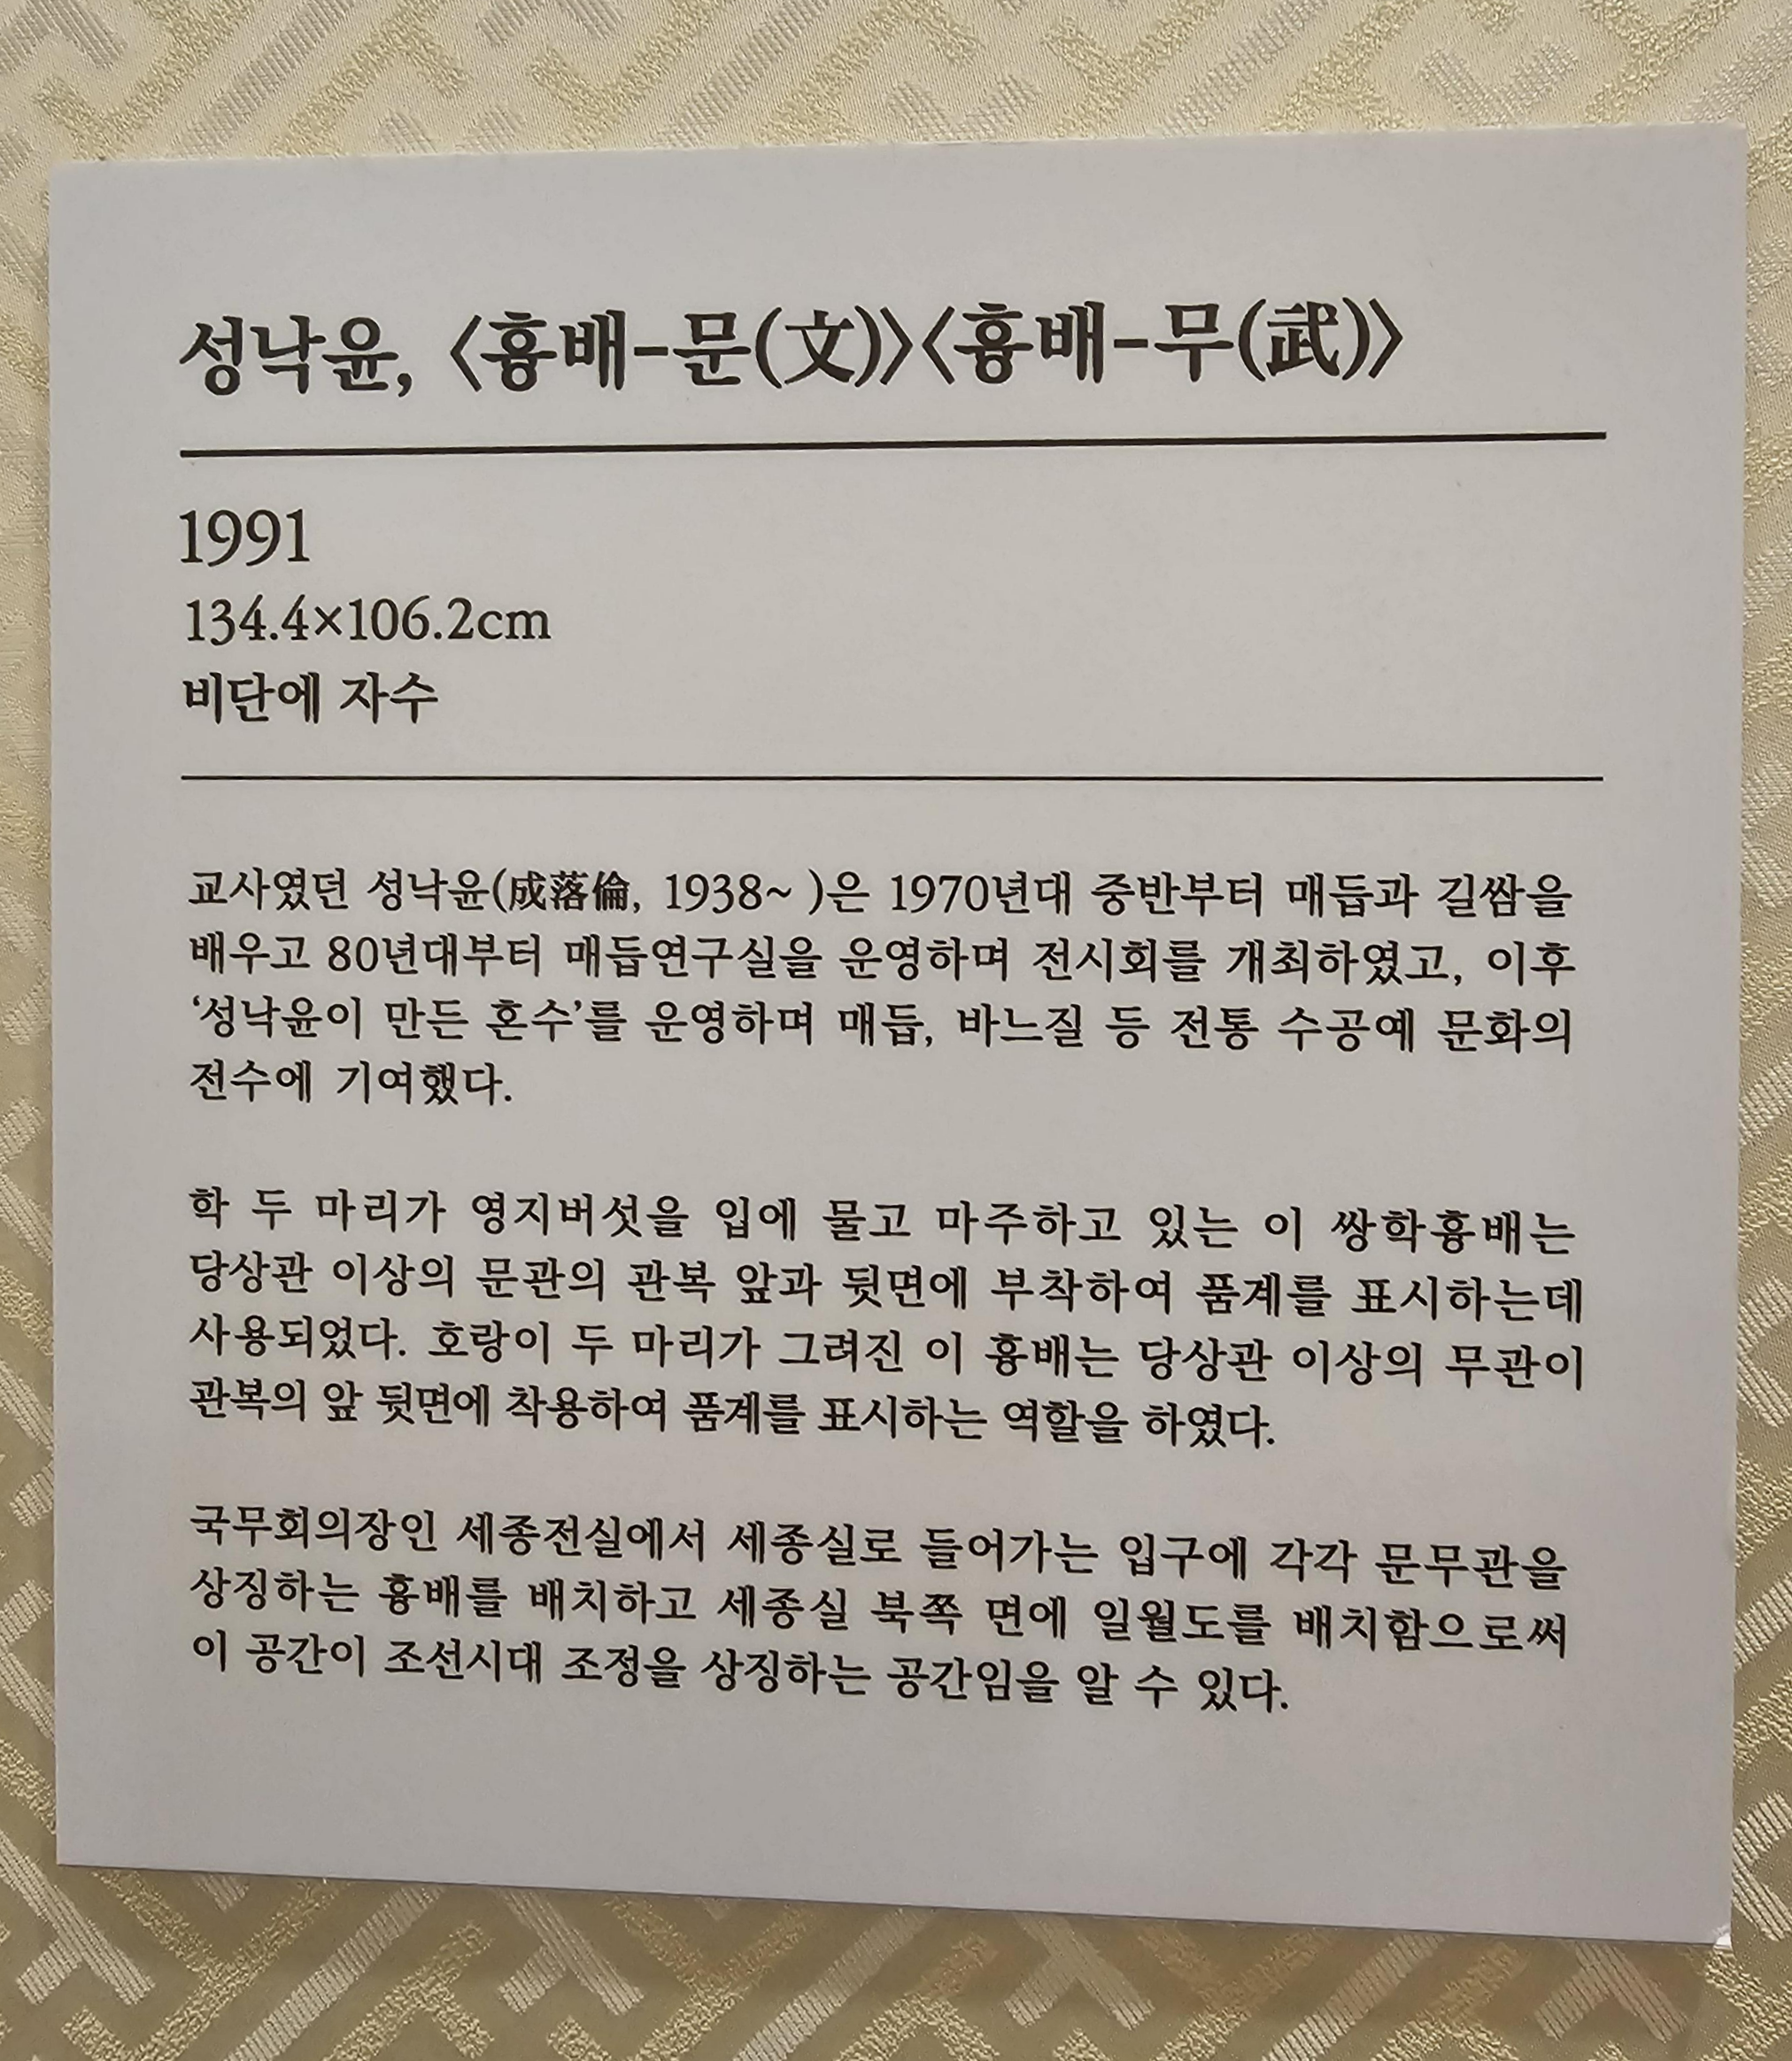 성낙윤, 〈흉배-문(文)〉〈흉배-무(武)〉
1991
134.4×106.2cm
비단에 자수
교사였던 성낙윤(成落倫, 1938~ )은 1970년대 중반부터 매듭과 길쌈을
배우고 80년대부터 매듭연구실을 운영하며 전시회를 개최하였고, 이후
‘성낙윤이 만든 혼수’를 운영하며 매듭, 바느질 등 전통 수공예 문화의
전수에 기여했다.
학 두 마리가 영지버섯을 입에 물고 마주하고 있는 이 쌍학흉배는
당상관 이상의 문관의 관복 앞과 뒷면에 부착하여 품계를 표시하는데
사용되었다. 호랑이 두 마리가 그려진 이 흉배는 당상관 이상의 무관이
관복의 앞 뒷면에 착용하여 품계를 표시하는 역할을 하였다.
국무회의장인 세종전실에서 세종실로 들어가는 입구에 각각 문무관을
상징하는 흉배를 배치하고 세종실 북쪽 면에 일월도를 배치함으로써
이 공간이 조선시대 조정을 상징하는 공간임을 알 수 있다.